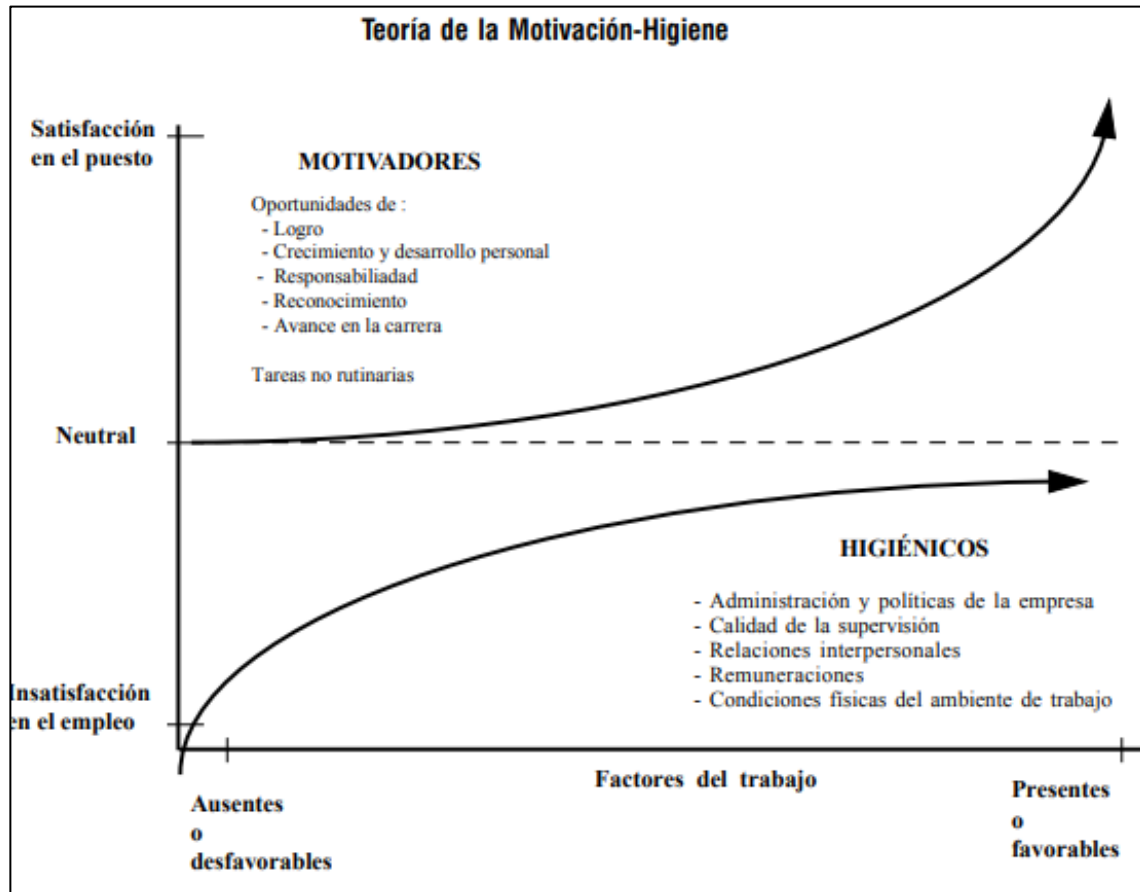 Teoría de la Motivación-Higiene
Satisfacción
en el puesto
MOTIVADORES
Oportunidades de :
- Logro
- Crecimiento y desarrollo personal
- Responsabiliadad
- Reconocimiento
- Avance en la carrera
Tareas no rutinarias
Neutral
HIGIÉNICOS
- Administración y políticas de la empresa
- Calidad de la supervisión
- Relaciones interpersonales
- Remuneraciones
- Condiciones físicas del ambiente de trabajo
Insatisfacción
en el empleo
Factores del trabajo
Ausentes
o
desfavorables
Presentes
o
favorables